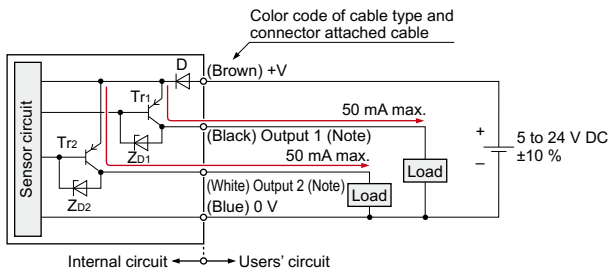 Color code of cable type and
connector attached cable
D
(Brown) +V
Tr1
50 mA max.
ZD1
(Black) Output 1 (Note)
+
5 to 24 V DC
±10 %
–
Sensor circuit
Tr2
50 mA max.
Load
ZD2
(White) Output 2 (Note)
Load
(Blue) 0 V
Internal circuit
Users' circuit